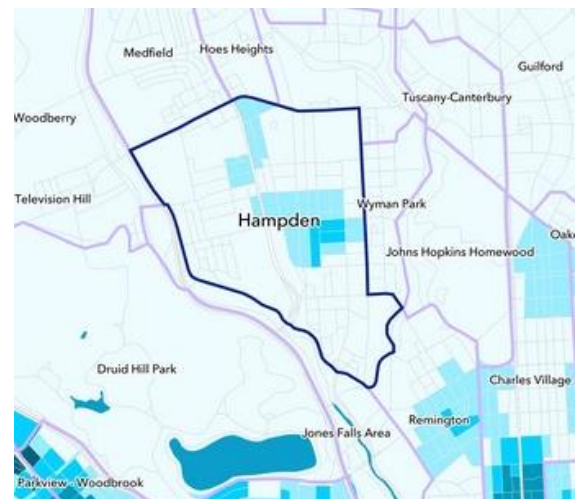 Medfield
Hoes Heights
Guilford
Tuscany-Canterbury
Woodberry
Television Hill
Wyman Park
Hampden
Oake
Johns Hopkins Homewood
Druid Hill Park
Charles Village
Remington
Jones Falls Area
Parkview - Woodbrook